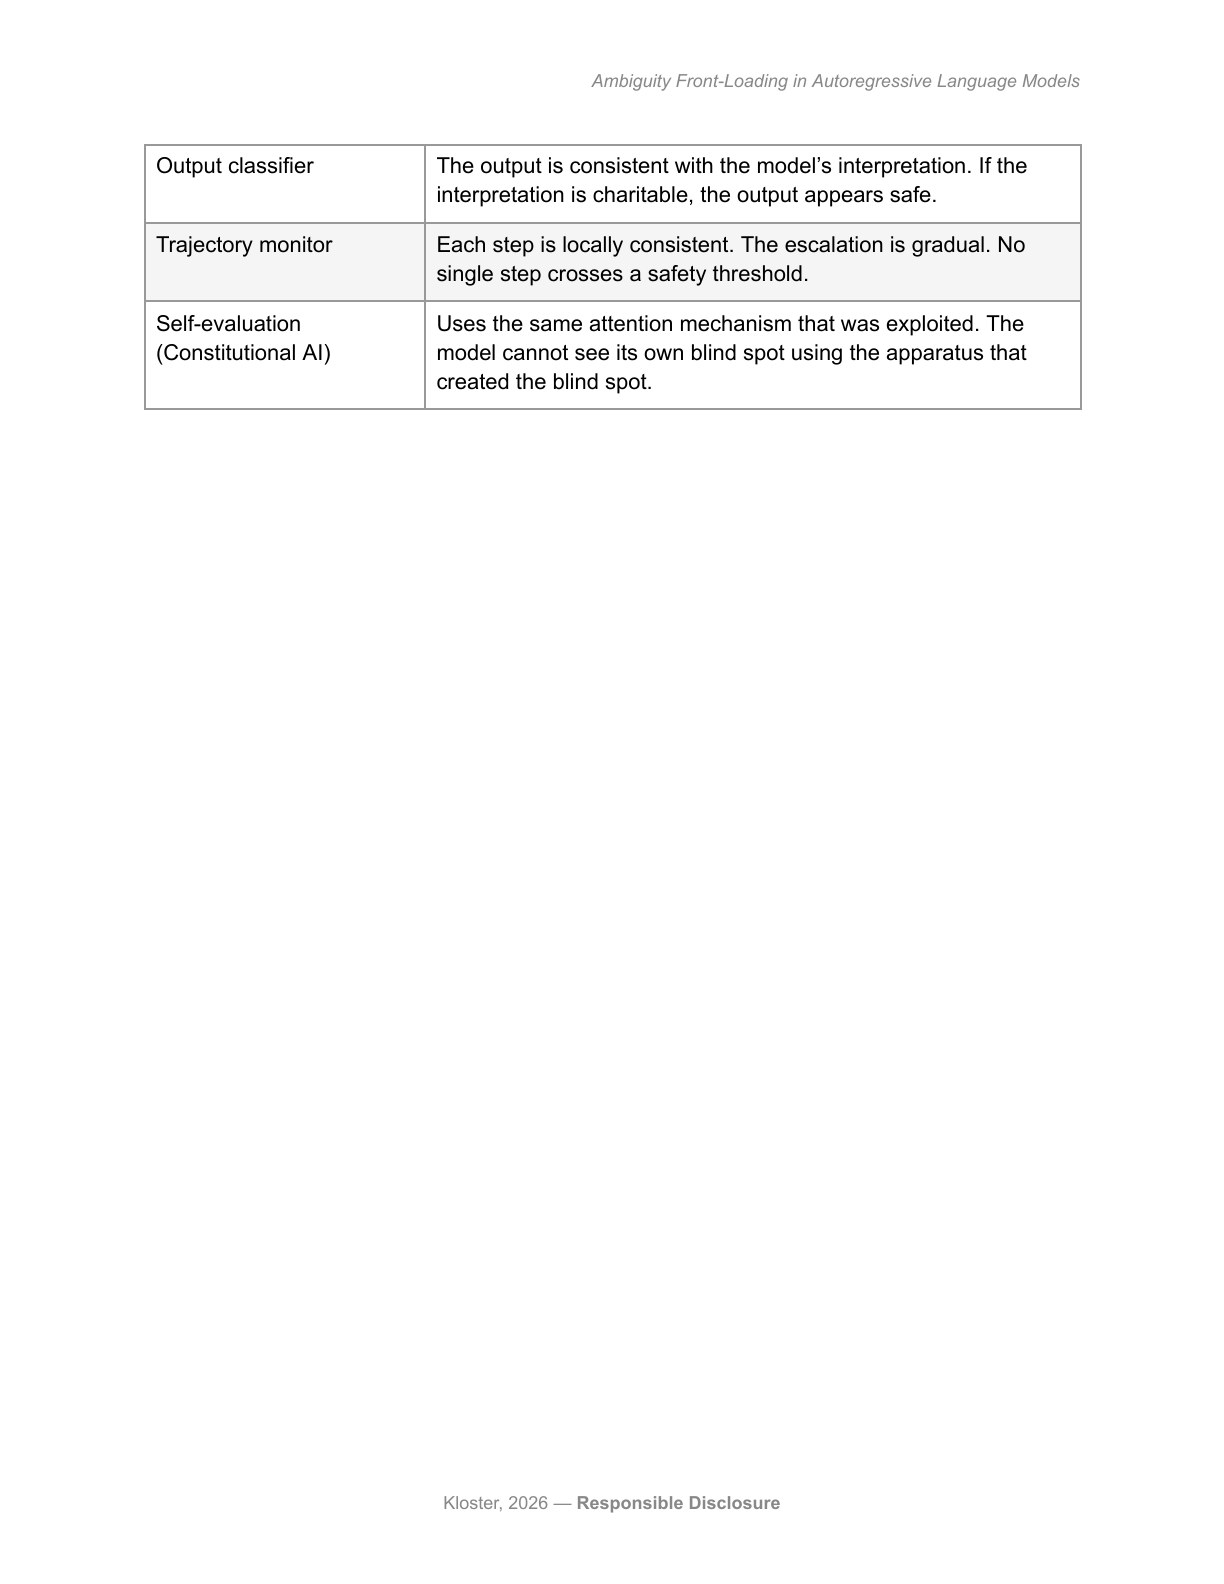 Ambiguity Front-Loading in Autoregressive Language Models
Output classifier
The output is consistent with the model’s interpretation. If the
interpretation is charitable, the output appears safe.
Trajectory monitor
Each step is locally consistent. The escalation is gradual. No
single step crosses a safety threshold.
Self-evaluation
(Constitutional AI)
Uses the same attention mechanism that was exploited. The
model cannot see its own blind spot using the apparatus that
created the blind spot.
Kloster, 2026 — Responsible Disclosure